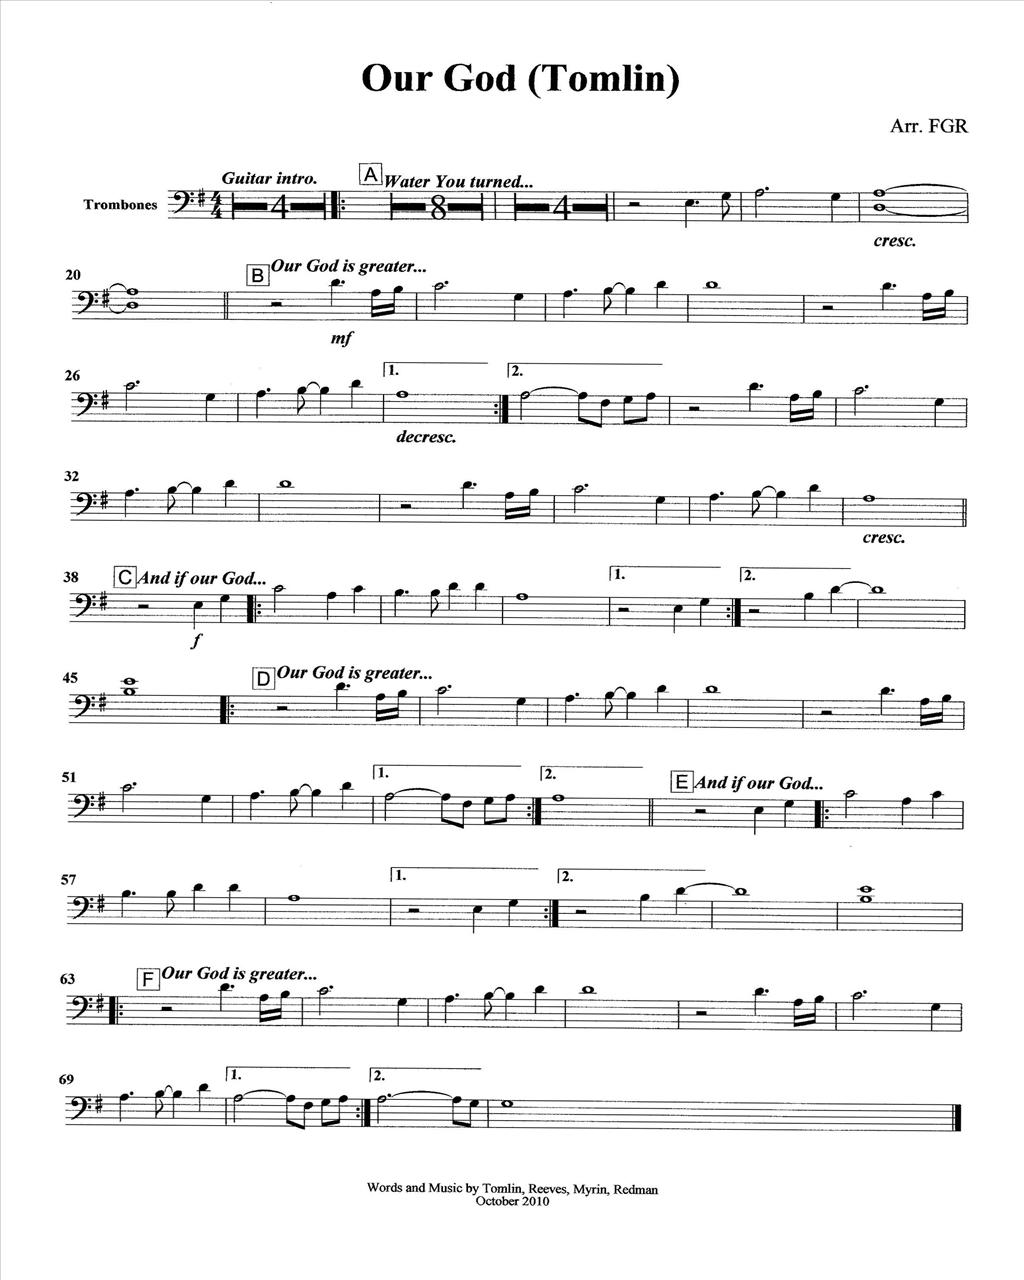 Our God (Tomlin)
Arr. FGR
Guitar intro. A Water You turned...
Trombones 4 4 4 8 4
cresc.
20 B Our God is greater...
mf
26 1. 2.
decresc.
32
cresc.
38 C And if our God... 1. 2.
f
45 D Our God is greater...
51 1. 2. E And if our God...
57 1. 2.
63 F Our God is greater...
69 1. 2.
Words and Music by Tomlin, Reeves, Myrin, Redman
October 2010